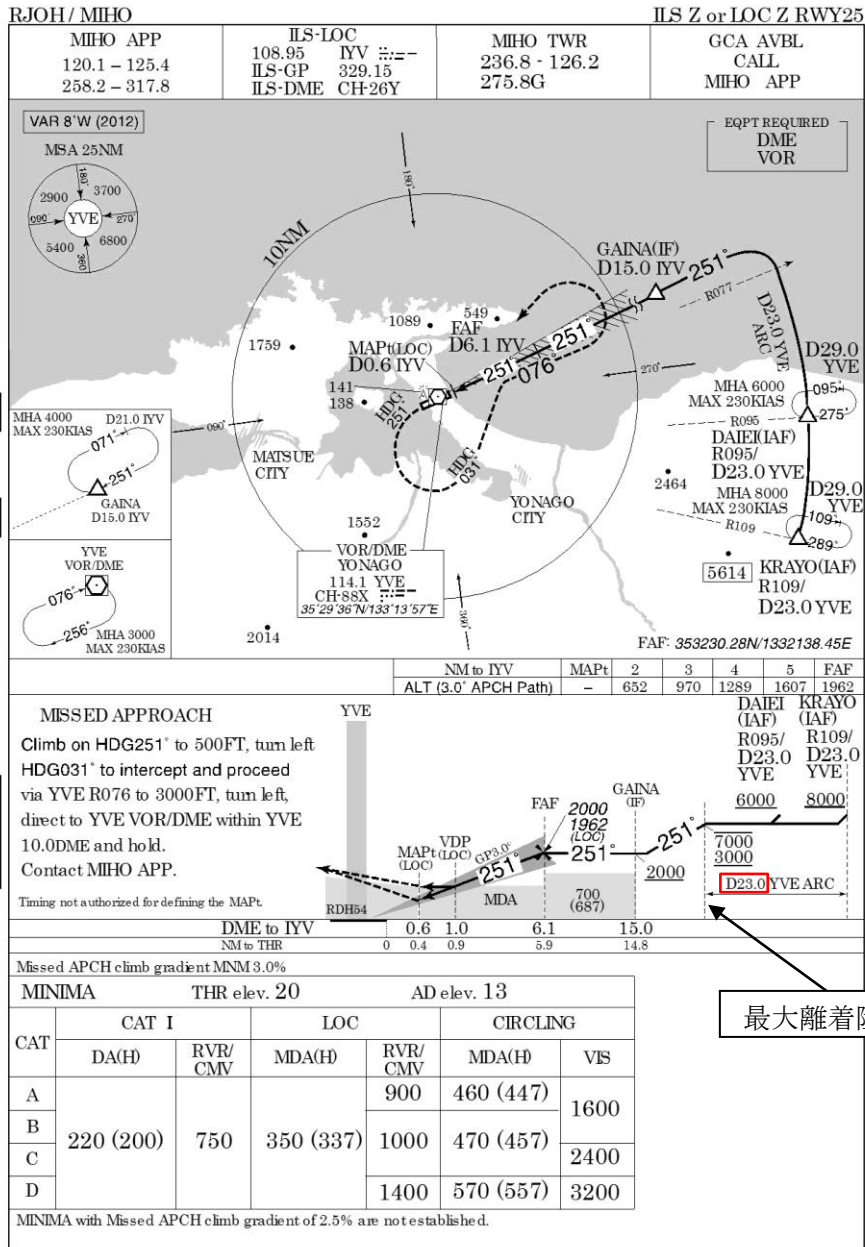 RJOH / MIHO
ILS Z or LOC Z RWY25
MIHO APP
120.1 – 125.4
258.2 – 317.8
ILS-LOC
108.95 IYV
ILS-GP 329.15
ILS-DME CH-26Y
MIHO TWR
236.8 - 126.2
275.8G
GCA AVBL
CALL
MIHO APP
VAR 8°W (2012)
MSA 25NM
180°
2900 3700
090° YVE 270°
5400 6800
360°
EQPT REQUIRED
DME
VOR
180°
10NM
GAINA(IF)
D15.0 IYV
251°
R077
D23.0 YVE
ARC
549
1089
FAF
D6.1 IYV
251°
1759
MAPt(LOC)
D0.6 IYV
251°
076°
270°
D29.0
YVE
MHA 6000
MAX 230KIAS
095°
275°
R095
141
138
HDG
251°
DAIEI(IAF)
R095/
D23.0 YVE
MHA 4000
MAX 230KIAS
D21.0 IYV
071°
251°
GAINA
D15.0 IYV
090°
MATSUE
CITY
HDG
031°
YONAGO
CITY
2464
MHA 8000
MAX 230KIAS
D29.0
YVE
R109
109°
289°
1552
5614
KRAYO(IAF)
R109/
D23.0 YVE
YVE
VOR/DME
076°
256°
MHA 3000
MAX 230KIAS
VOR/DME
YONAGO
114.1 YVE
CH-88X
35°29′36″N/133°13′57″E
360°
2014
FAF: 353230.28N/1332138.45E
NM to IYV MAPt 2 3 4 5 FAF
ALT (3.0° APCH Path) – 652 970 1289 1607 1962
MISSED APPROACH
Climb on HDG251° to 500FT, turn left
HDG031° to intercept and proceed
via YVE R076 to 3000FT, turn left,
direct to YVE VOR/DME within YVE
10.0DME and hold.
Contact MIHO APP.
Timing not authorized for defining the MAPt.
YVE
DAIEI
(IAF)
R095/
D23.0
YVE
KRAYO
(IAF)
R109/
D23.0
YVE
6000 8000
GAINA
(IF)
FAF
2000
1962
(LOC)
VDP
(LOC)
MAPt
(LOC)
GP3.0°
251°
251°
251°
7000
3000
2000
D23.0 YVE ARC
MDA
700
(687)
RDH54
DME to IYV 0.6 1.0 6.1 15.0
NM to THR 0 0.4 0.9 5.9 14.8
Missed APCH climb gradient MNM 3.0%
MINIMA THR elev. 20 AD elev. 13
CAT
CAT I LOC CIRCLING
DA(H) RVR/CMV MDA(H) RVR/CMV MDA(H) VIS
A 900 460 (447) 1600
B 220 (200) 750 350 (337) 1000 470 (457)
C 2400
D 1400 570 (557) 3200
MINIMA with Missed APCH climb gradient of 2.5% are not established.
最大離着